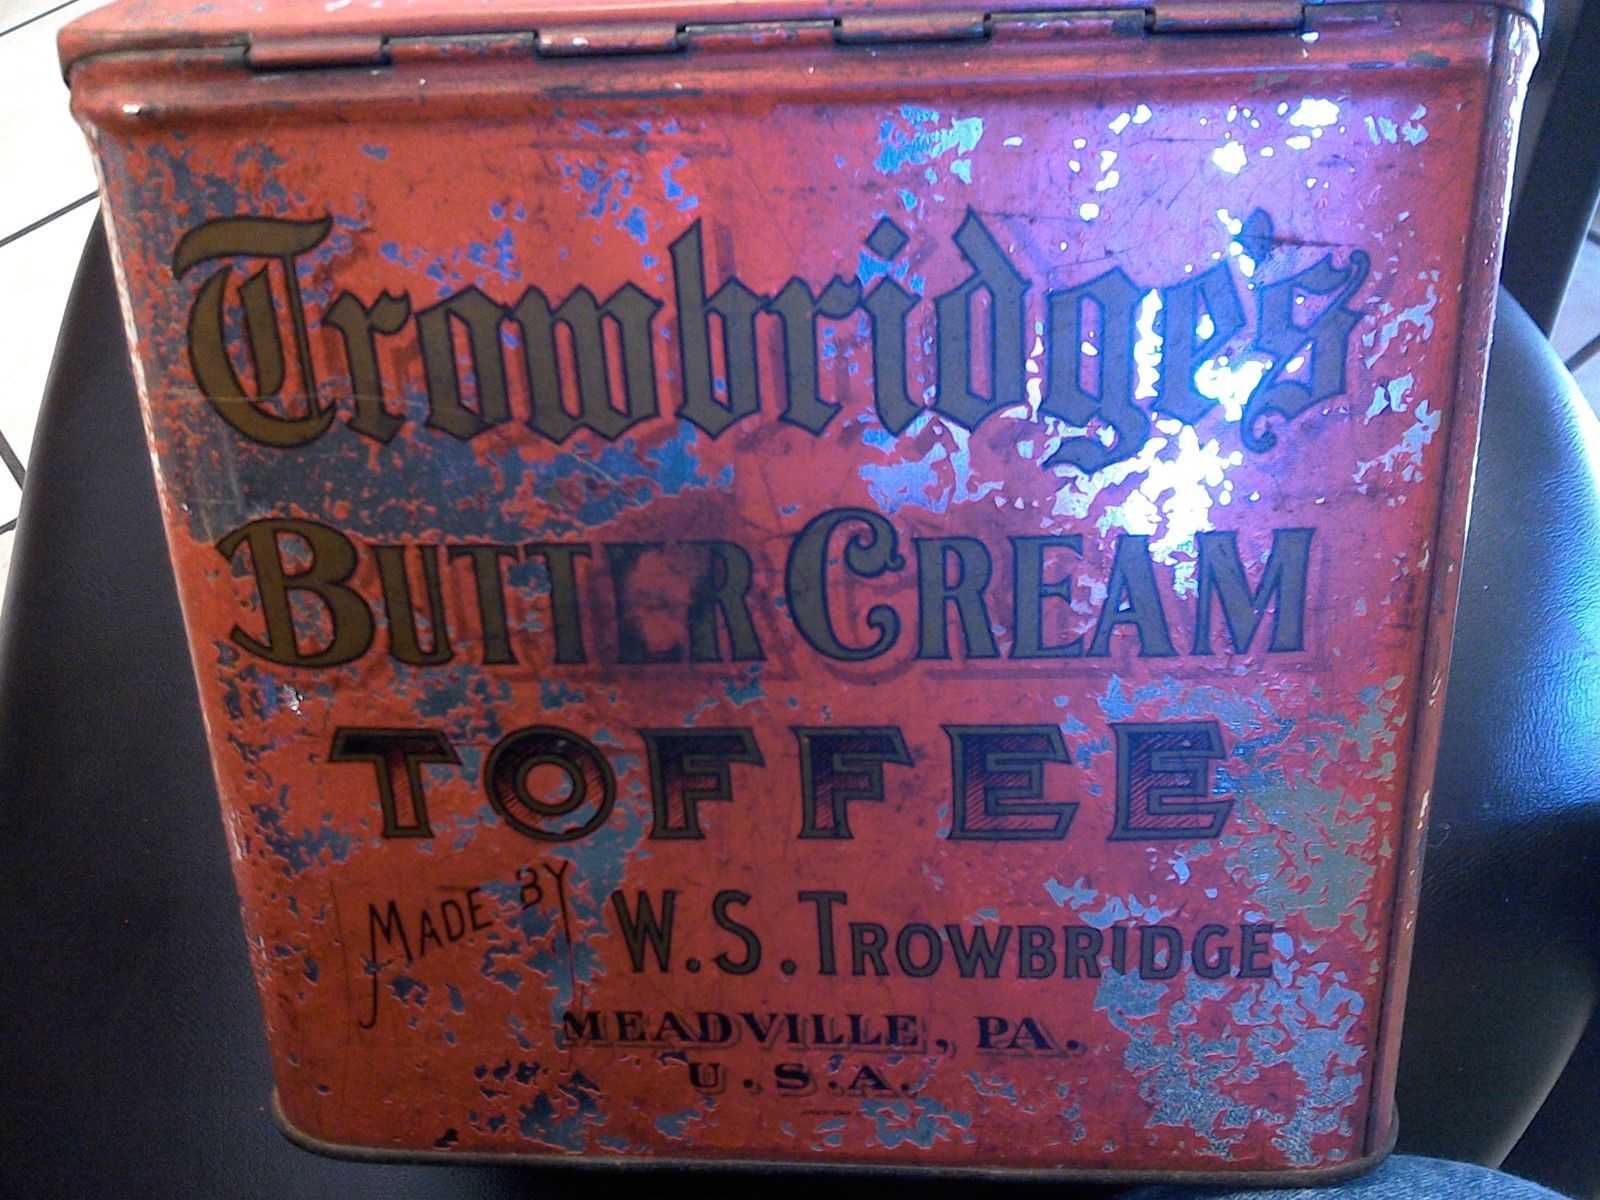 Trowbridge's
BUTTER CREAM
TOFFEE
MADE BY W. S. TROWBRIDGE
MEADVILLE, PA.
U.S.A.